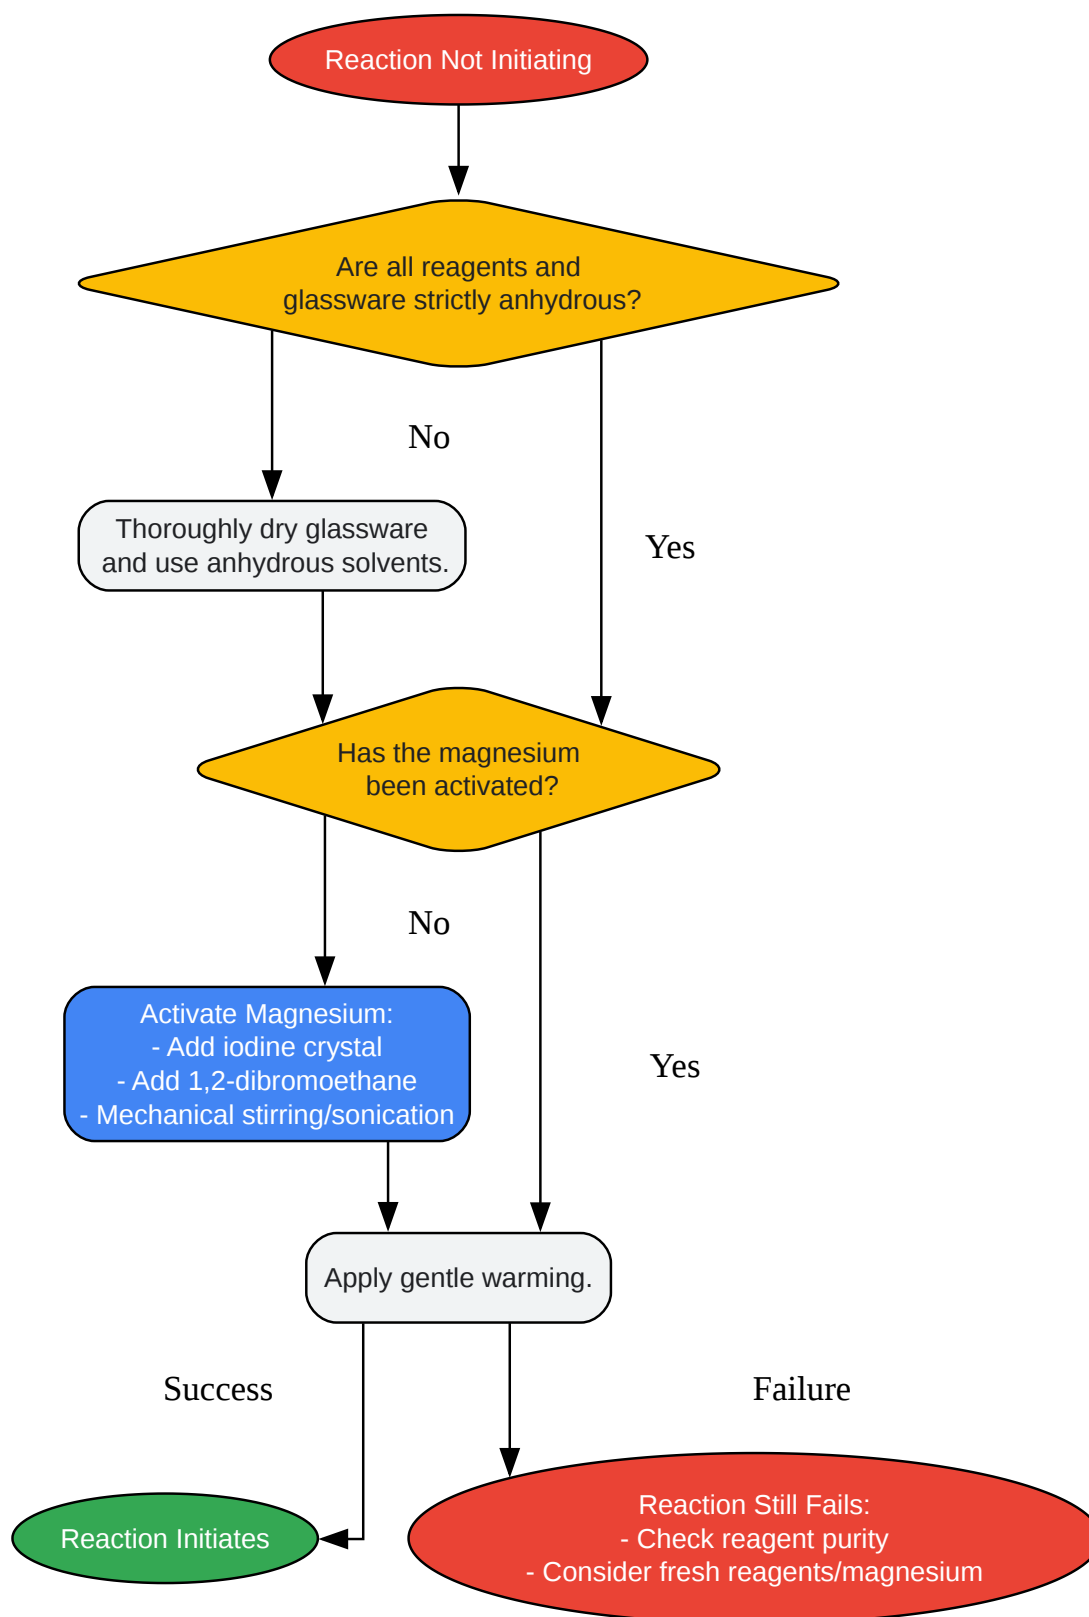 Reaction Not Initiating
Are all reagents and
glassware strictly anhydrous?
No
Thoroughly dry glassware
and use anhydrous solvents.
Yes
Has the magnesium
been activated?
No
Activate Magnesium:
- Add iodine crystal
- Add 1,2-dibromoethane
- Mechanical stirring/sonication
Yes
Apply gentle warming.
Success
Failure
Reaction Initiates
Reaction Still Fails:
- Check reagent purity
- Consider fresh reagents/magnesium